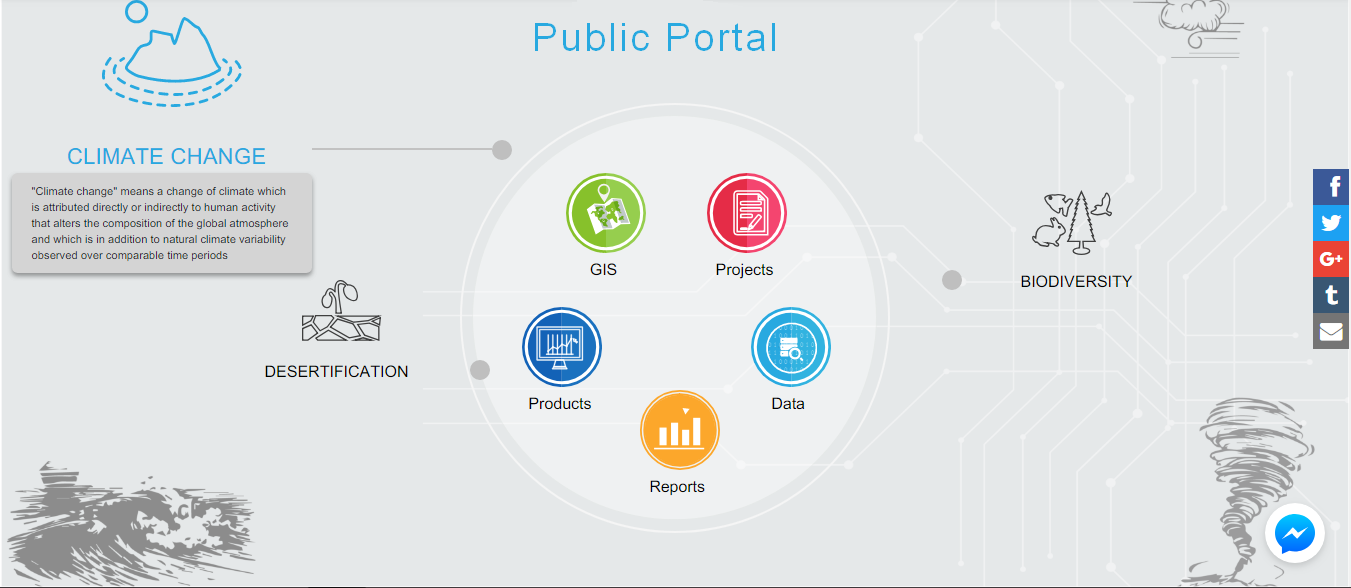 Public Portal
CLIMATE CHANGE
"Climate change" means a change of climate which
is attributed directly or indirectly to human activity
that alters the composition of the global atmosphere
and which is in addition to natural climate variability
observed over comparable time periods
GIS
Projects
BIODIVERSITY
DESERTIFICATION
Products
Data
Reports
f
G+
t